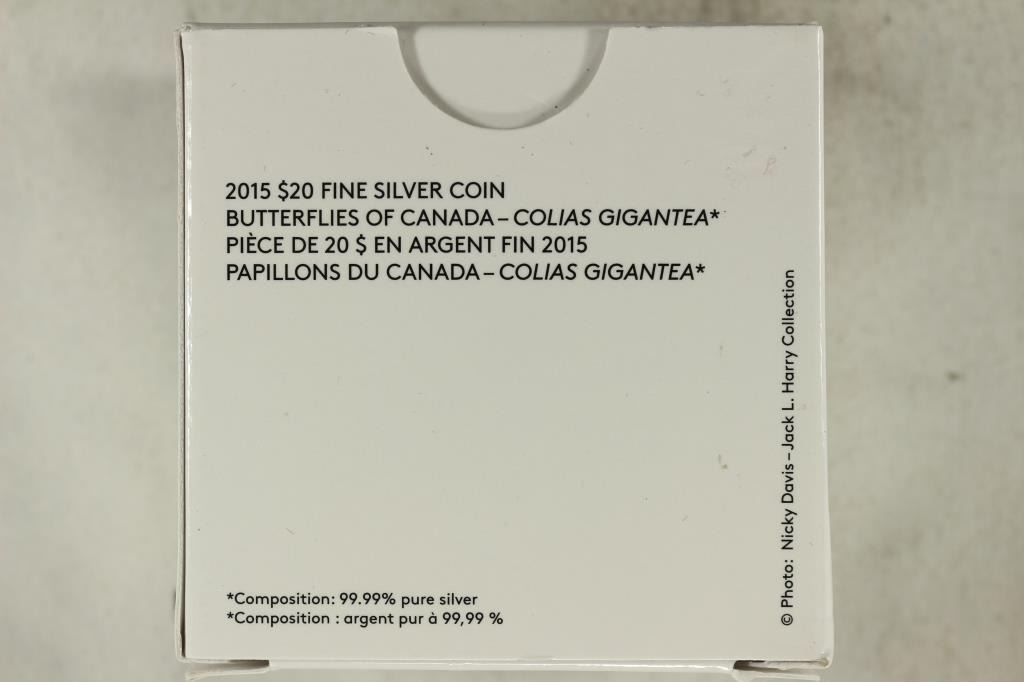 2015 $20 FINE SILVER COIN
BUTTERFLIES OF CANADA – COLIAS GIGANTEA*
PIÈCE DE 20 $ EN ARGENT FIN 2015
PAPILLONS DU CANADA – COLIAS GIGANTEA*
© Photo: Nicky Davis – Jack L. Harry Collection
*Composition: 99.99% pure silver
*Composition : argent pur à 99,99 %